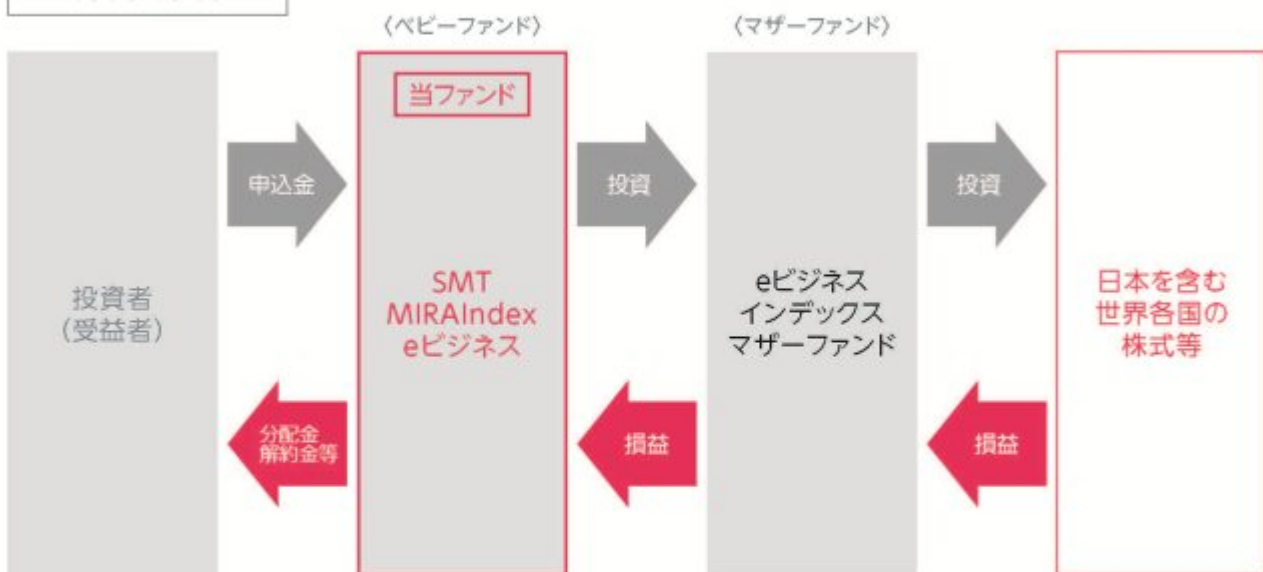 〈ベビーファンド〉
〈マザーファンド〉
当ファンド
申込金
投資
投資
投資者
(受益者)
SMT
MIRAIndex
eビジネス
eビジネス
インデックス
マザーファンド
日本を含む
世界各国の
株式等
分配金
解約金等
損益
損益